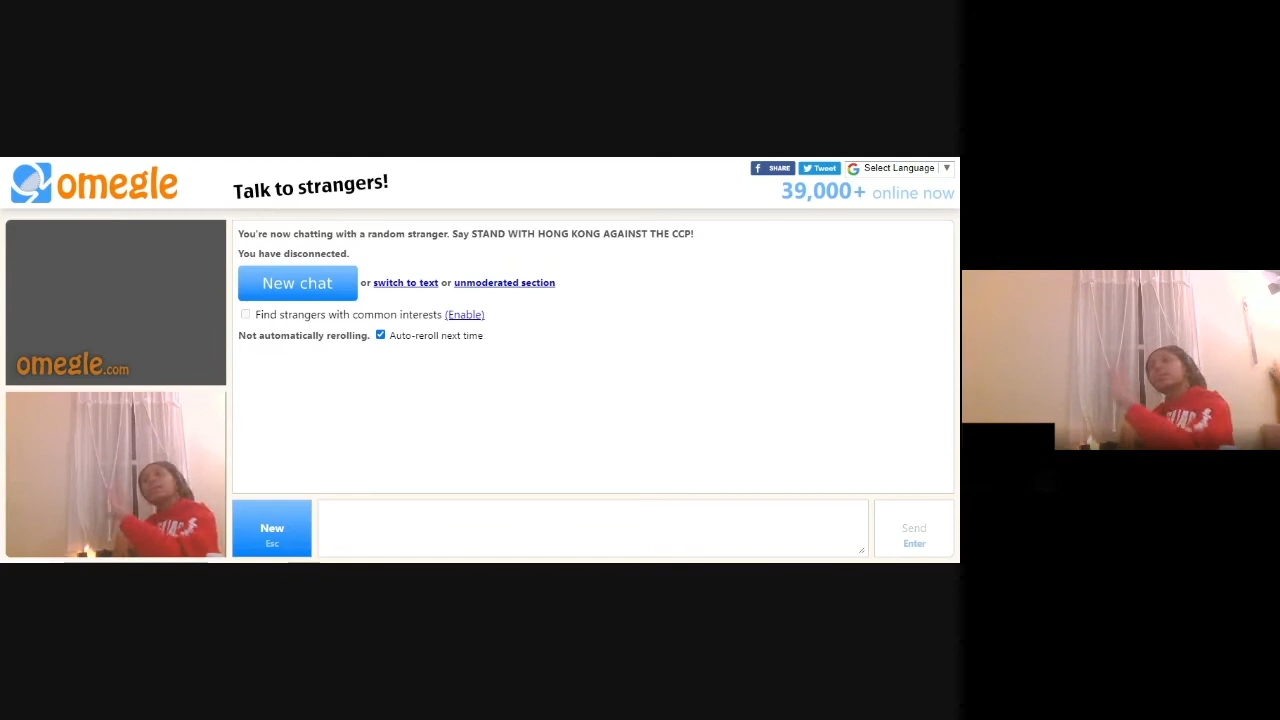 omegle
Talk to strangers!
SHARE
Tweet
Select Language
39,000+ online now
You're now chatting with a random stranger. Say STAND WITH HONG KONG AGAINST THE CCP!
You have disconnected.
New chat or switch to text or unmoderated section
Find strangers with common interests (Enable)
Not automatically rerolling. Auto-reroll next time
omegle.com
New
Esc
Send
Enter